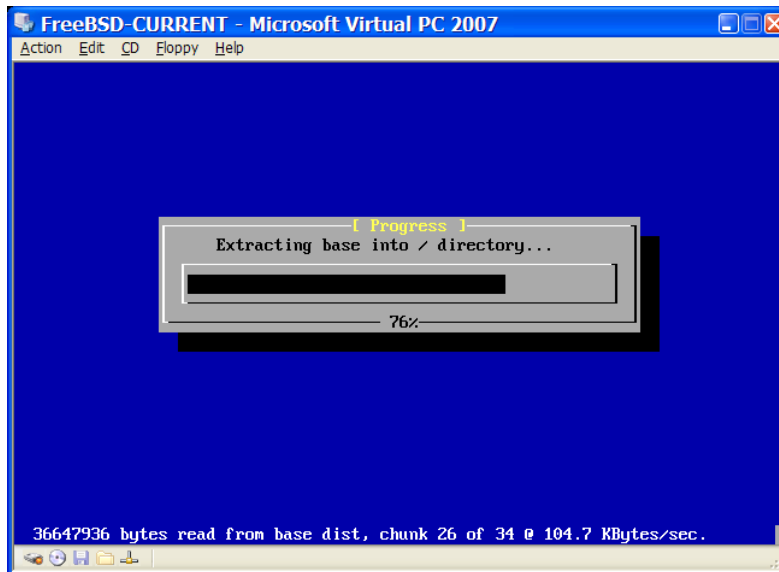 FreeBSD-CURRENT - Microsoft Virtual PC 2007
Action Edit CD Floppy Help
[ Progress ]
Extracting base into / directory...
76%
36647936 bytes read from base dist, chunk 26 of 34 @ 104.7 KBytes/sec.